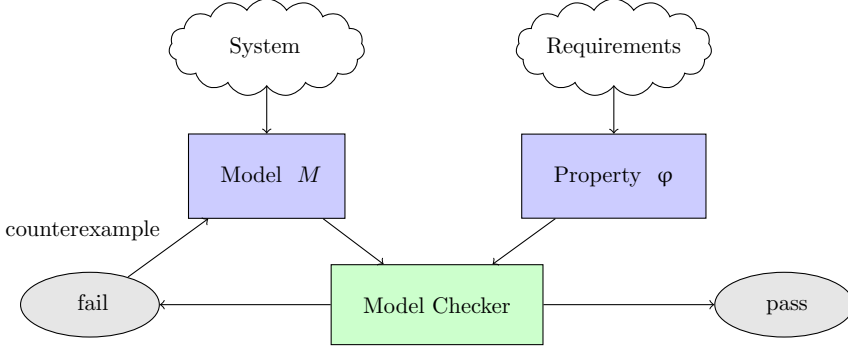 System
Requirements
Model M
Property φ
counterexample
fail
Model Checker
pass